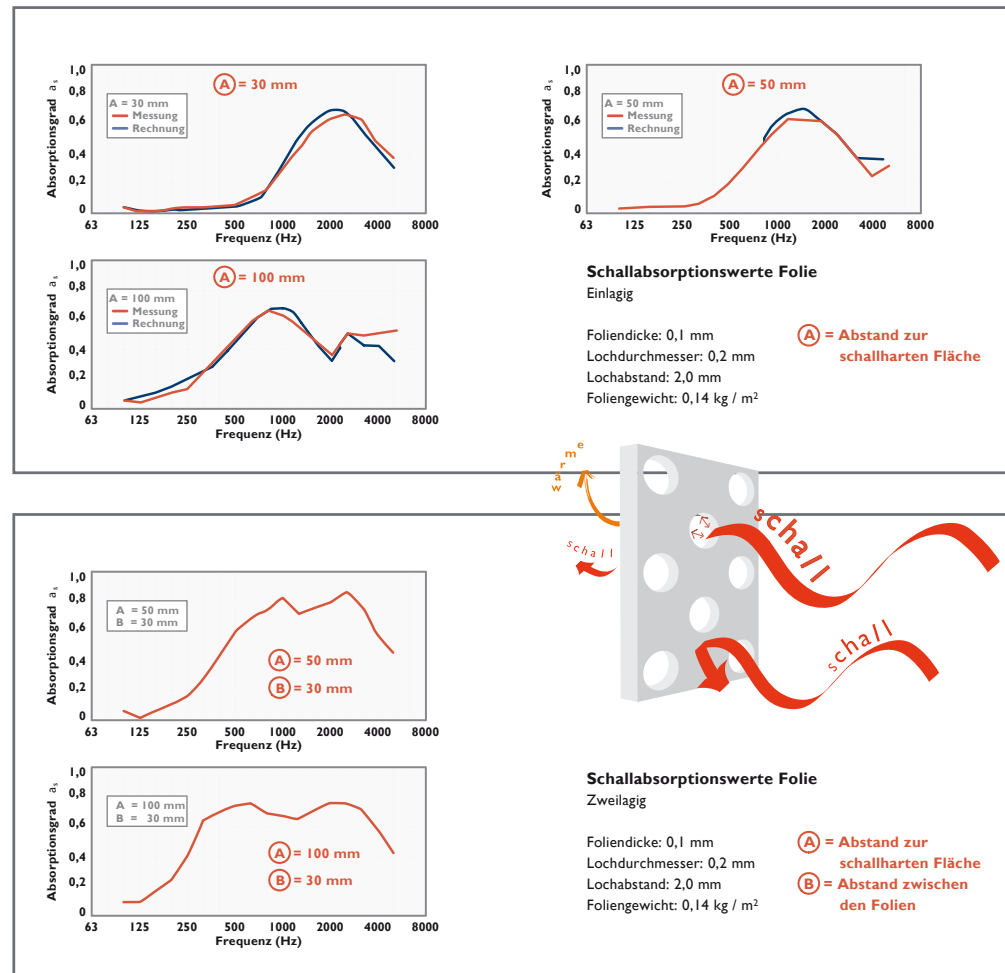 1,0
0,8
0,6
0,4
0,2
0
Absorptionsgrad a s
A = 30 mm
A = 30 mm
Messung
Rechnung
63 125 250 500 1000 2000 4000 8000
Frequenz (Hz)
1,0
0,8
0,6
0,4
0,2
0
Absorptionsgrad a s
A = 50 mm
A = 50 mm
Messung
Rechnung
63 125 250 500 1000 2000 4000 8000
Frequenz (Hz)
1,0
0,8
0,6
0,4
0,2
0
Absorptionsgrad a s
A = 100 mm
A = 100 mm
Messung
Rechnung
63 125 250 500 1000 2000 4000 8000
Frequenz (Hz)
Schallabsorptionswerte Folie
Einlagig
Foliendicke: 0,1 mm
Lochdurchmesser: 0,2 mm
Lochabstand: 2,0 mm
Foliengewicht: 0,14 kg / m²
A = Abstand zur
schallharten Fläche
wärme
schall
schall
schall
1,0
0,8
0,6
0,4
0,2
0
Absorptionsgrad a s
A = 50 mm
B = 30 mm
A = 50 mm
B = 30 mm
63 125 250 500 1000 2000 4000 8000
Frequenz (Hz)
1,0
0,8
0,6
0,4
0,2
0
Absorptionsgrad a s
A = 100 mm
B = 30 mm
A = 100 mm
B = 30 mm
63 125 250 500 1000 2000 4000 8000
Frequenz (Hz)
Schallabsorptionswerte Folie
Zweilagig
Foliendicke: 0,1 mm
Lochdurchmesser: 0,2 mm
Lochabstand: 2,0 mm
Foliengewicht: 0,14 kg / m²
A = Abstand zur
schallharten Fläche
B = Abstand zwischen
den Folien